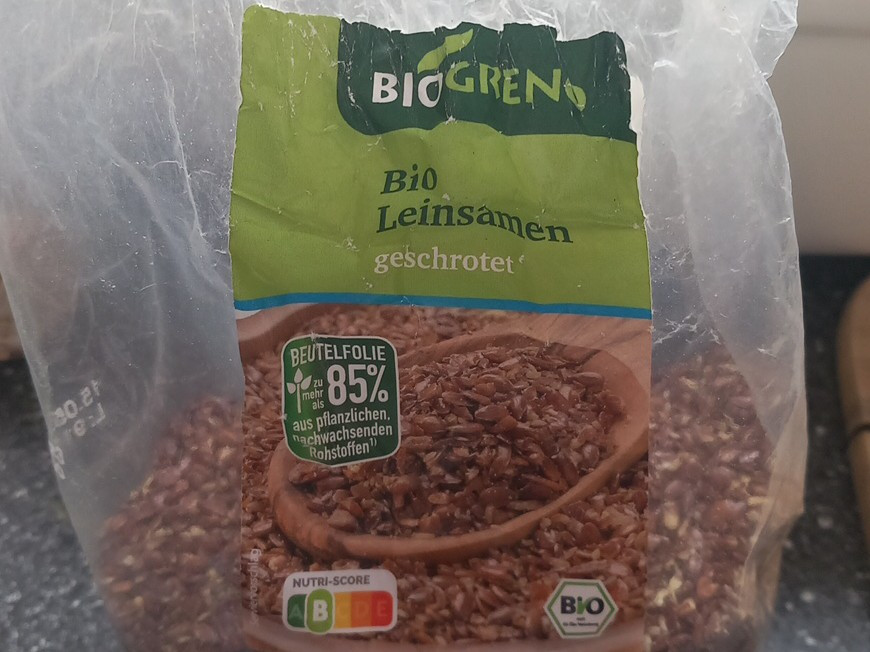 BIOGRENO
Bio
Leinsamen
geschrotet
BEUTELFOLIE
zu
mehr 85%
als
aus pflanzlichen,
nachwachsenden
Rohstoffen¹⁾
NUTRI-SCORE
A B C D E
BiO